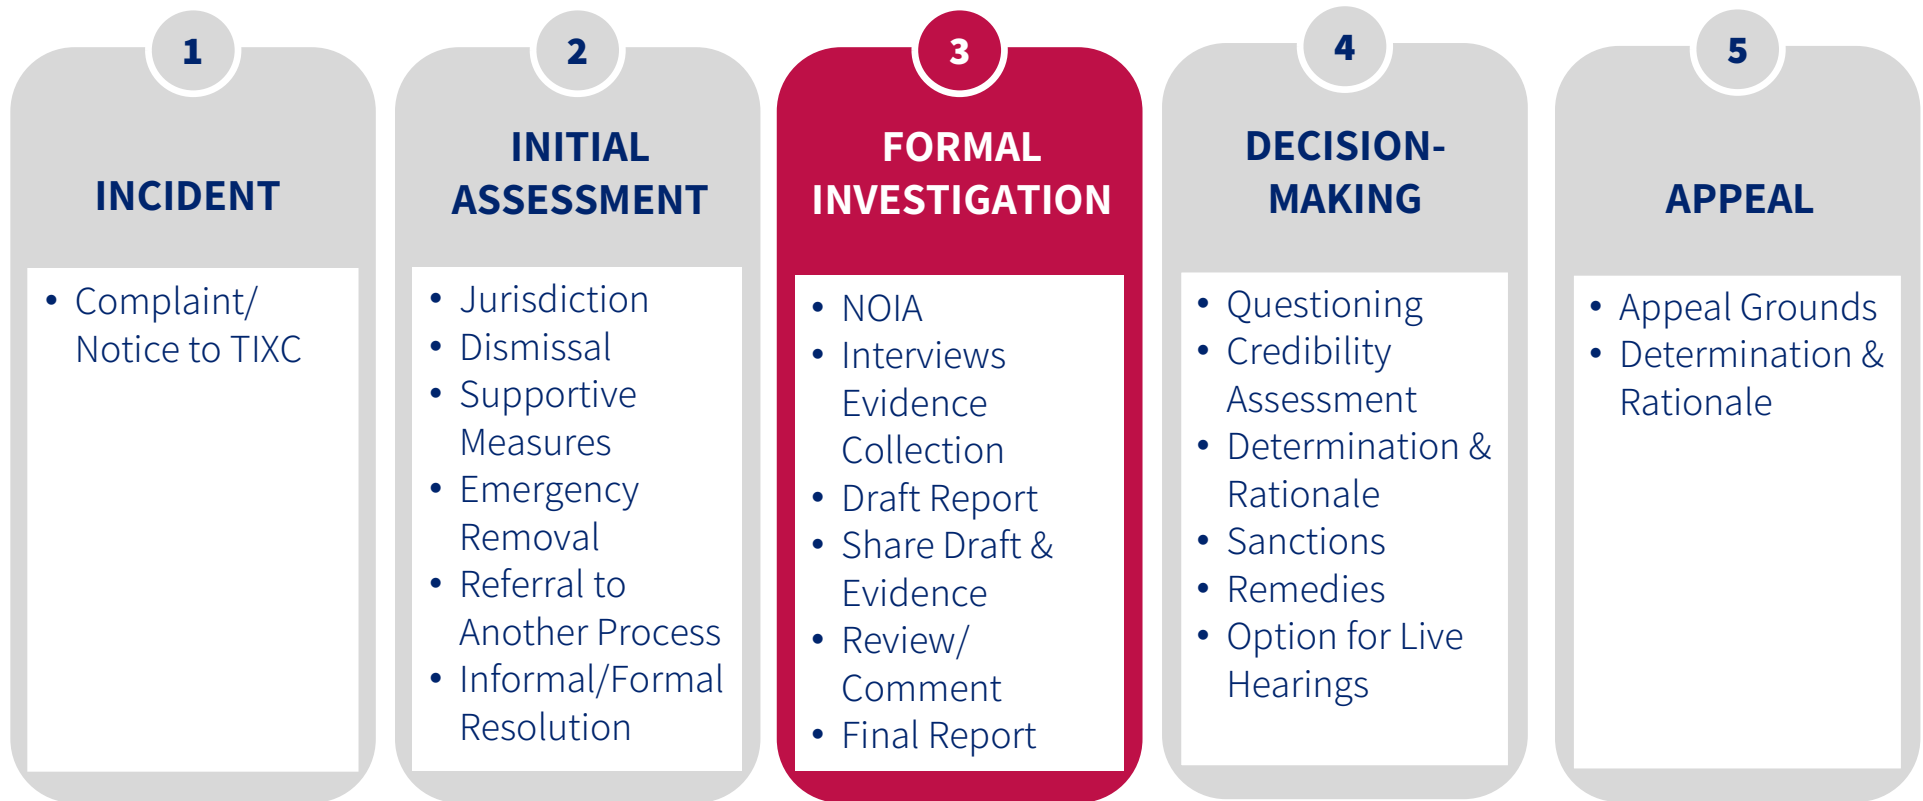 1
INCIDENT
• Complaint/
Notice to TIXC
2
INITIAL
ASSESSMENT
• Jurisdiction
• Dismissal
• Supportive
Measures
• Emergency
Removal
• Referral to
Another Process
• Informal/Formal
Resolution
3
FORMAL
INVESTIGATION
• NOIA
• Interviews
Evidence
Collection
• Draft Report
• Share Draft &
Evidence
• Review/
Comment
• Final Report
4
DECISION-
MAKING
• Questioning
• Credibility
Assessment
• Determination &
Rationale
• Sanctions
• Remedies
• Option for Live
Hearings
5
APPEAL
• Appeal Grounds
• Determination &
Rationale